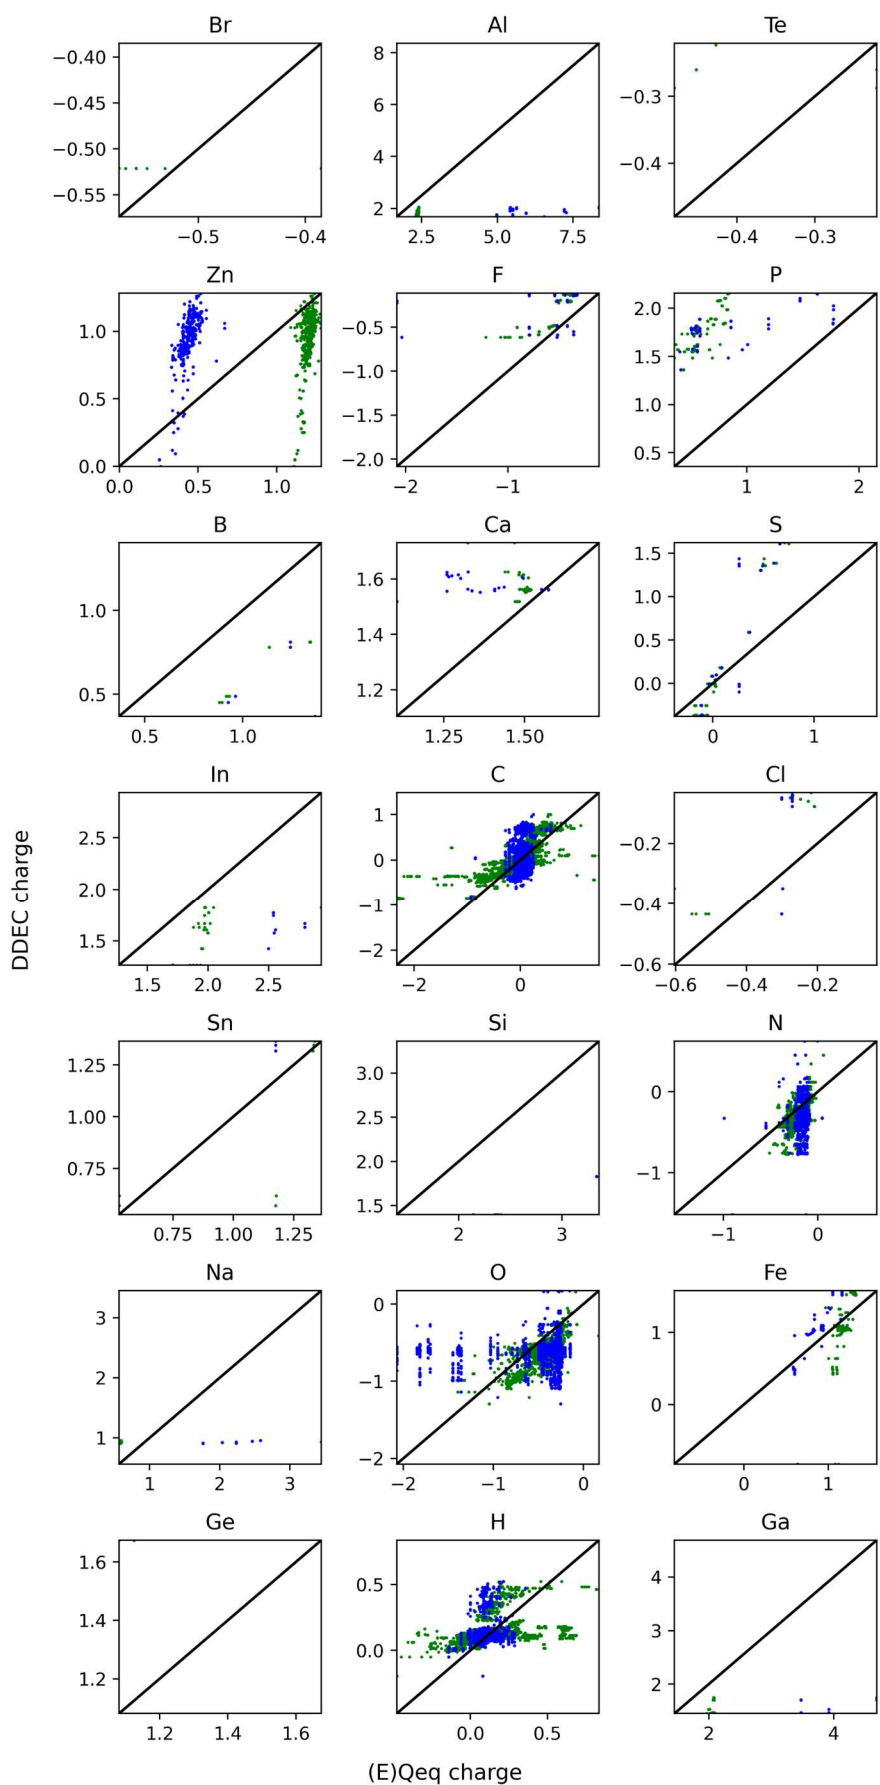 Br Al Te
−0.40 −0.45 −0.50 −0.55 8 6 4 2 −0.3 −0.4
−0.5 −0.4 2.5 5.0 7.5 −0.4 −0.3
Zn F P
1.0 0.5 0.0 −0.5 −1.0 −1.5 −2.0 2.0 1.5 1.0 0.5
0.0 0.5 1.0 −2 −1 1 2
B Ca S
1.0 0.5 1.6 1.4 1.2 1.5 1.0 0.5 0.0
0.5 1.0 1.25 1.50 0 1
In C Cl
DDEC charge
2.5 2.0 1.5 1 0 −1 −2 −0.2 −0.4 −0.6
1.5 2.0 2.5 −2 0 −0.6 −0.4 −0.2
Sn Si N
1.25 1.00 0.75 3.0 2.5 2.0 1.5 0 −1
0.75 1.00 1.25 2 3 −1 0
Na O Fe
3 2 1 0 −1 −2 1 0
1 2 3 −2 −1 0 0 1
Ge H Ga
1.6 1.4 1.2 0.5 0.0 4 3 2
1.2 1.4 1.6 0.0 0.5 2 4
(E)Qeq charge